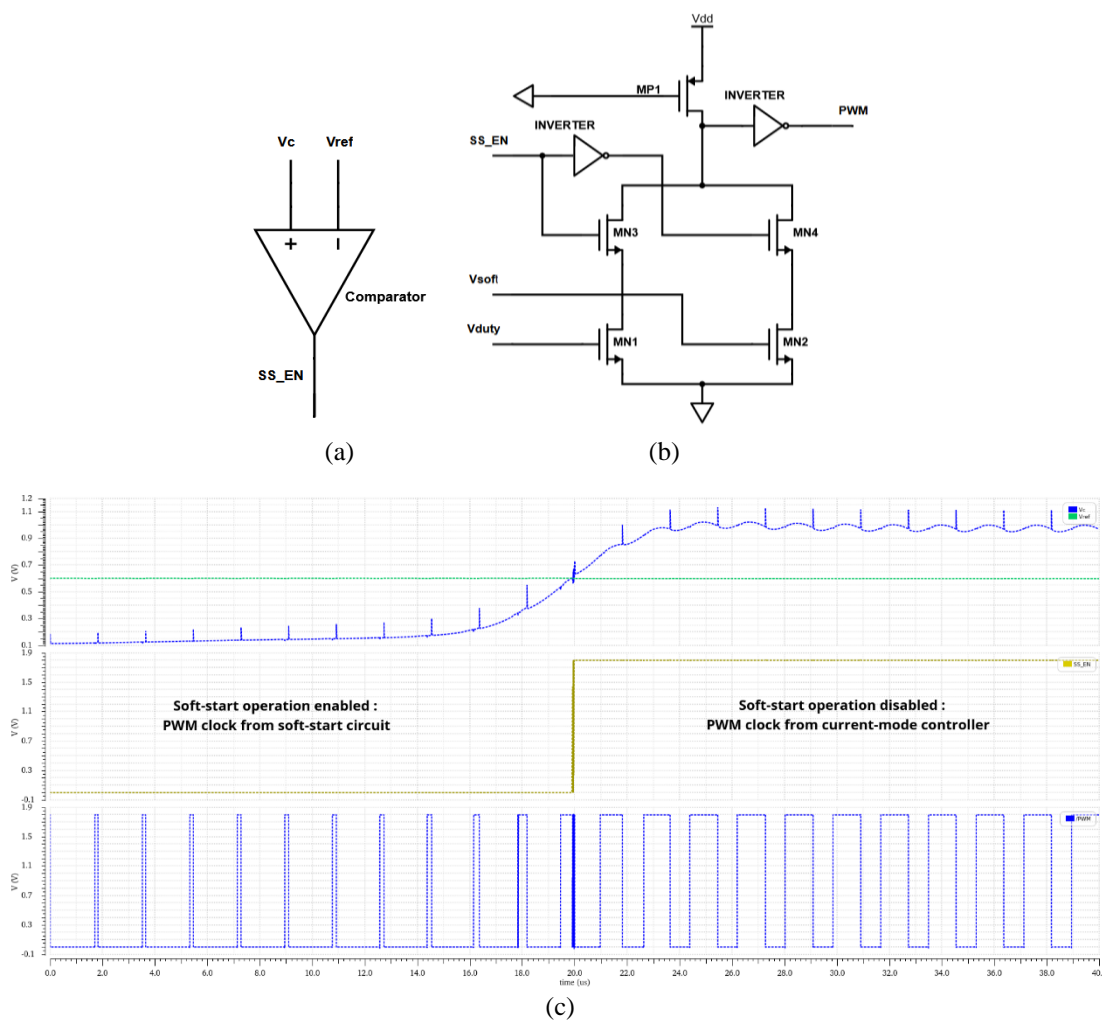 Vdd
MP1
INVERTER
PWM
INVERTER
SS_EN
Vc
Vref
+
−
Comparator
SS_EN
MN3
MN4
Vsof!
Vduty
MN1
MN2
(a)
(b)
1.2
1.1
0.9
0.7
0.5
0.3
0.1
V (V)
Vc
Vref
1.9
1.5
1.1
0.7
0.3
-0.1
V (V)
SS_EN
Soft-start operation enabled :
PWM clock from soft-start circuit
Soft-start operation disabled :
PWM clock from current-mode controller
1.9
1.5
1.1
0.7
0.3
-0.1
V (V)
/PWM
0.0 2.0 4.0 6.0 8.0 10.0 12.0 14.0 16.0 18.0 20.0 22.0 24.0 26.0 28.0 30.0 32.0 34.0 36.0 38.0 40.
time (us)
(c)